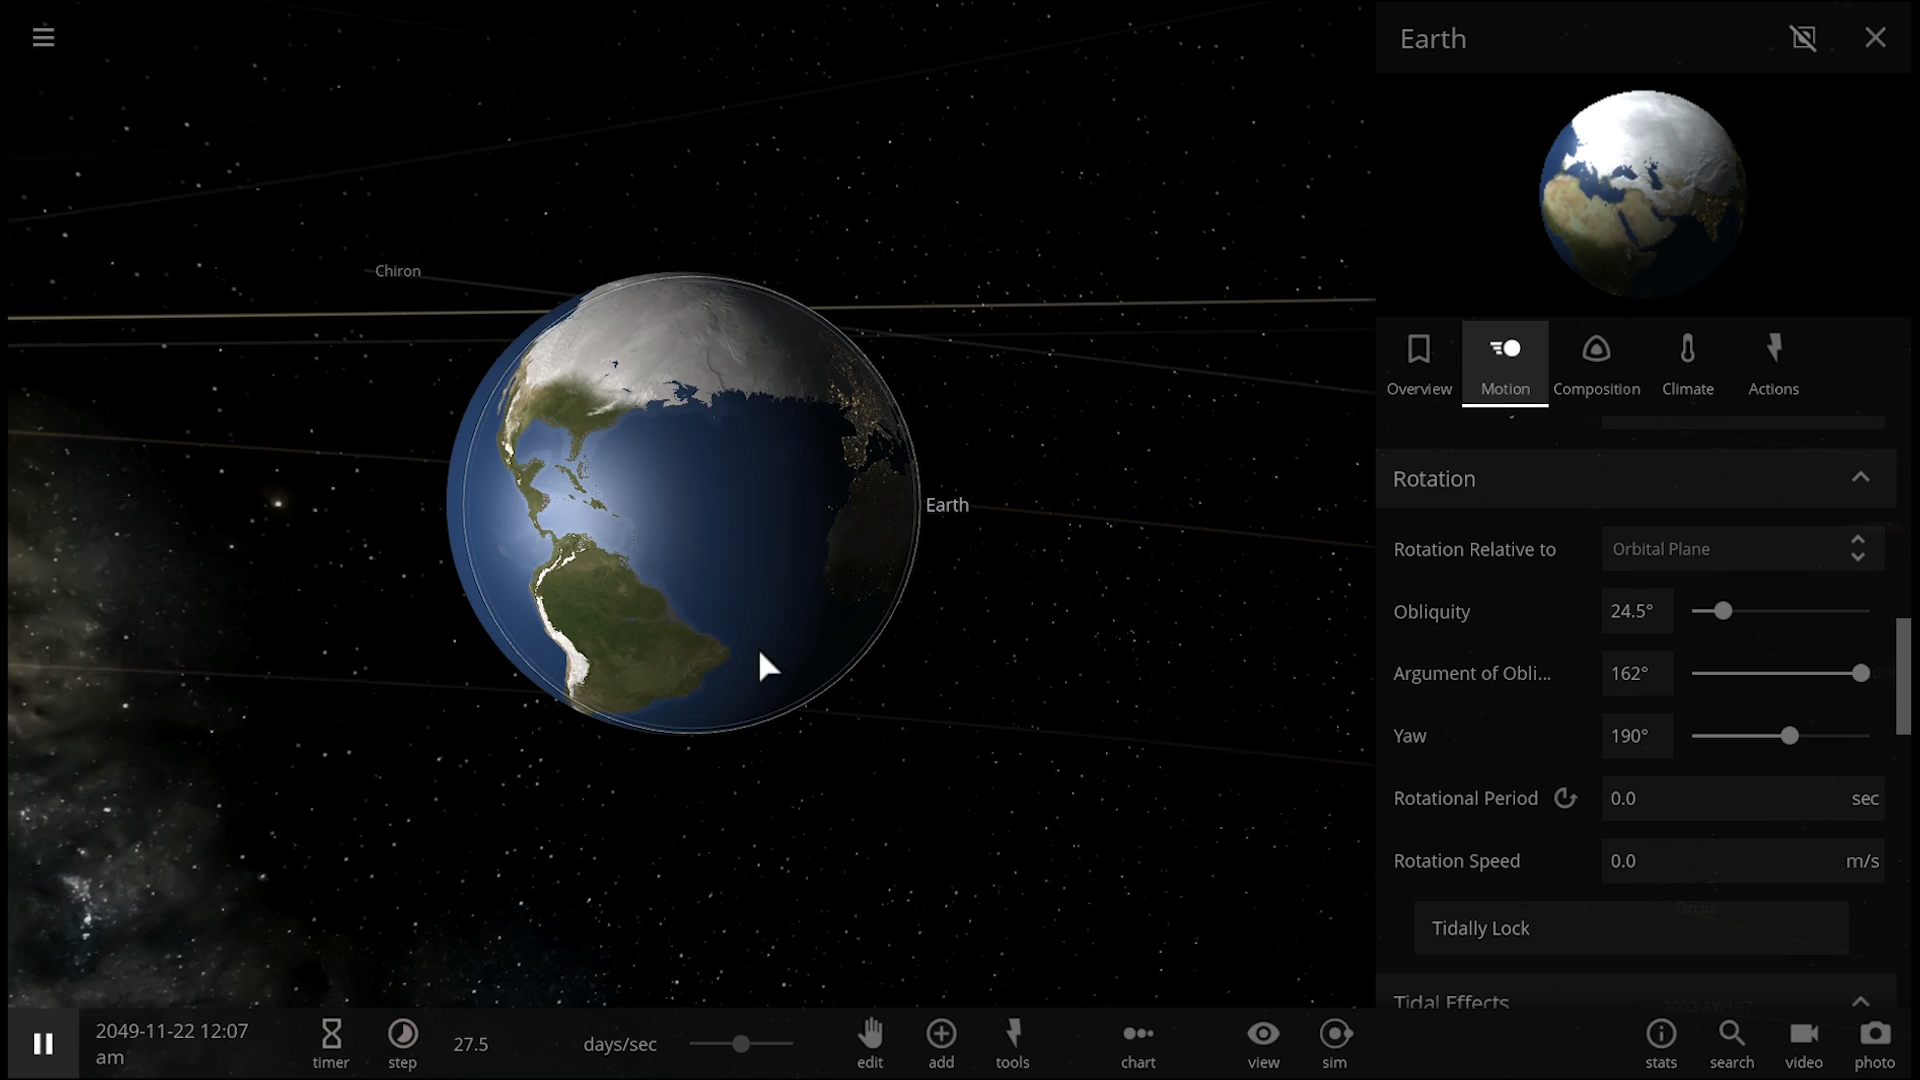 Earth
Chiron
Earth
Overview
Motion
Composition
Climate
Actions
Rotation
Rotation Relative to
Orbital Plane
Obliquity
24.5°
Argument of Obli...
162°
Yaw
190°
Rotational Period
0.0
sec
Rotation Speed
0.0
m/s
Orcus
Tidally Lock
Tidal Effects
2002 AW197
2049-11-22 12:07
am
timer
step
27.5
days/sec
edit
add
tools
chart
view
sim
stats
search
video
photo